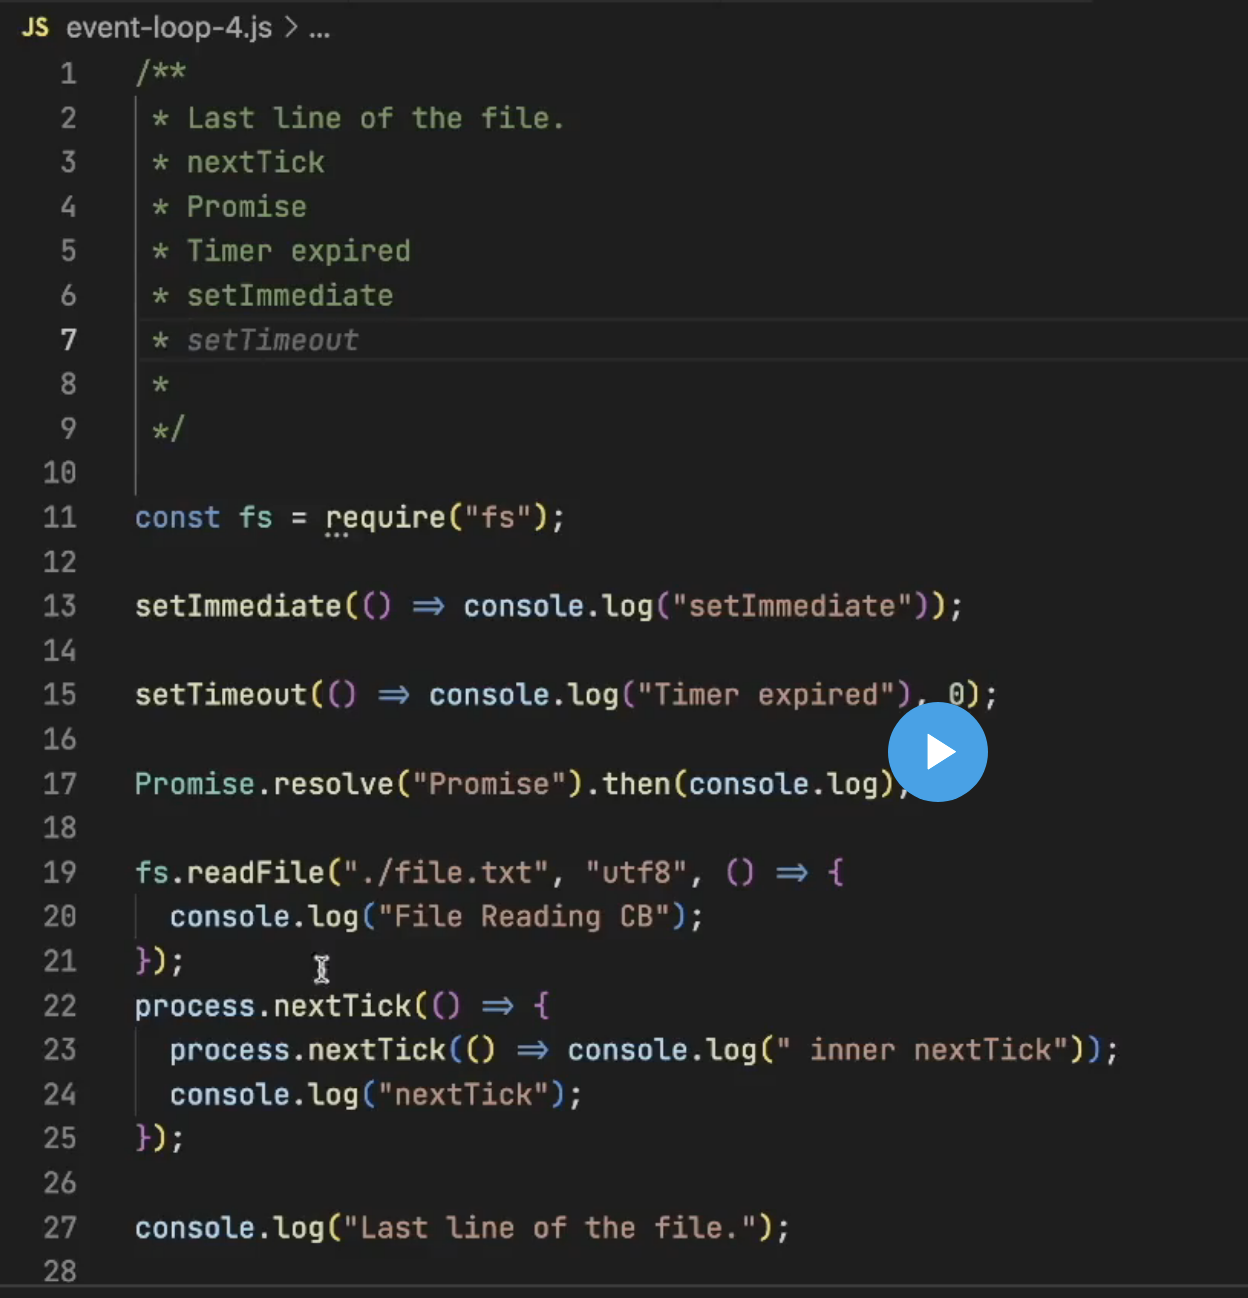 JS event-loop-4.js > ...
1 /**
2  * Last line of the file.
3  * nextTick
4  * Promise
5  * Timer expired
6  * setImmediate
7  * setTimeout
8  *
9  */
10
11 const fs = require("fs");
12
13 setImmediate(() => console.log("setImmediate"));
14
15 setTimeout(() => console.log("Timer expired"), 0);
16
17 Promise.resolve("Promise").then(console.log);
18
19 fs.readFile("./file.txt", "utf8", () => {
20   console.log("File Reading CB");
21 });
22 process.nextTick(() => {
23   process.nextTick(() => console.log(" inner nextTick"));
24   console.log("nextTick");
25 });
26
27 console.log("Last line of the file.");
28